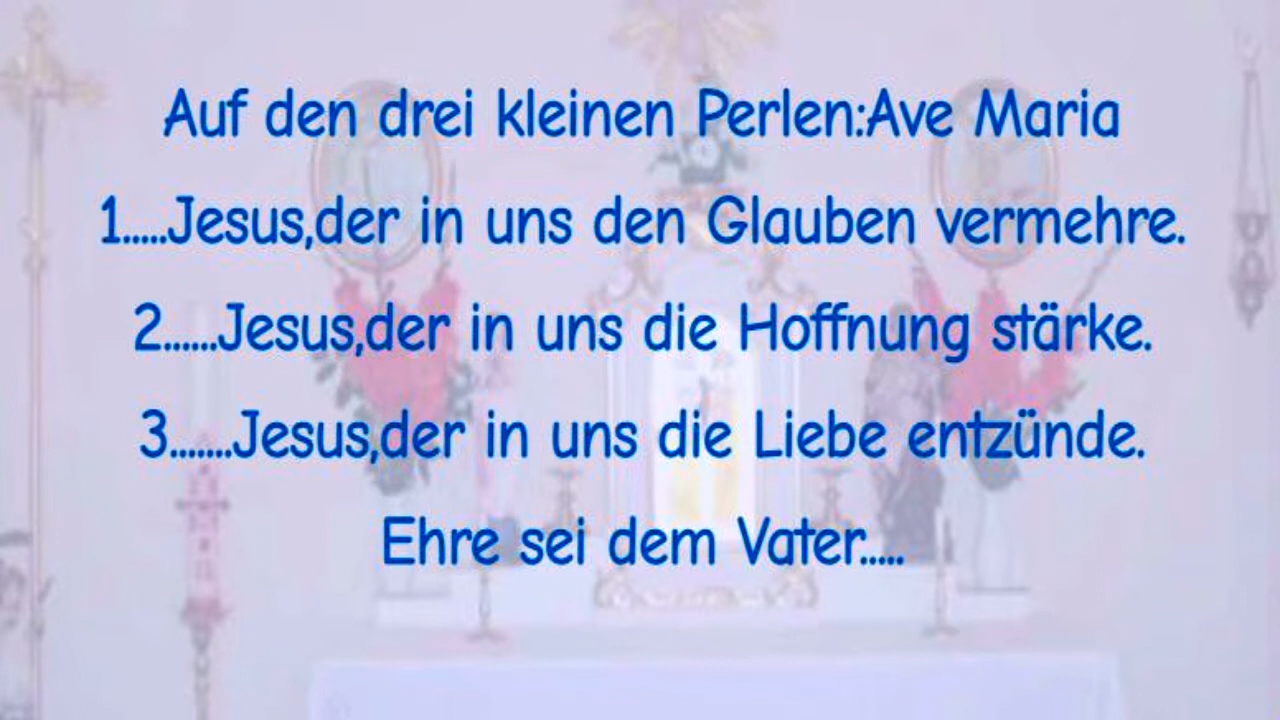 Auf den drei kleinen Perlen:Ave Maria
1.....Jesus,der in uns den Glauben vermehre.
2......Jesus,der in uns die Hoffnung stärke.
3.......Jesus,der in uns die Liebe entzünde.
Ehre sei dem Vater.....